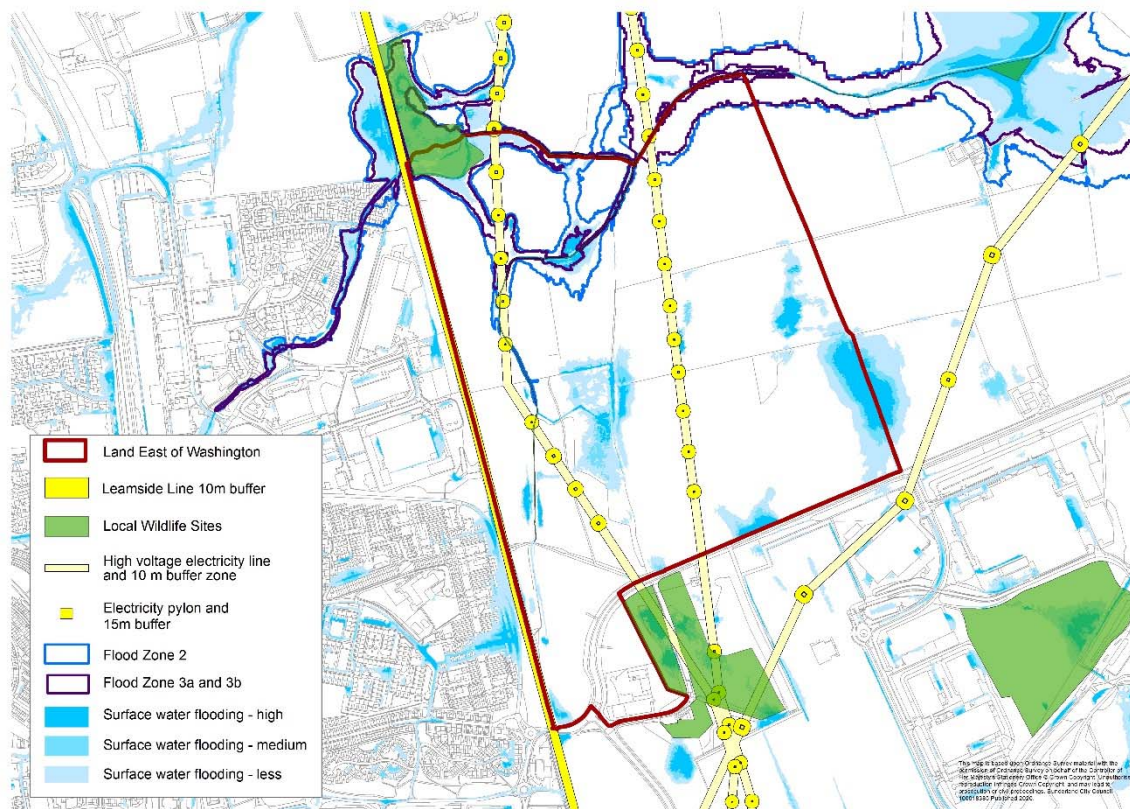 Land East of Washington
Leamside Line 10m buffer
Local Wildlife Sites
High voltage electricity line
and 10 m buffer zone
Electricity pylon and
15m buffer
Flood Zone 2
Flood Zone 3a and 3b
Surface water flooding - high
Surface water flooding - medium
Surface water flooding - less
This map is based upon Ordnance Survey material with the
permission of Ordnance Survey on behalf of the Controller of
Her Majesty's Stationery Office © Crown Copyright. Unauthorised
reproduction infringes Crown Copyright and may lead to
prosecution or civil proceedings. Sunderland City Council
Published 2020.